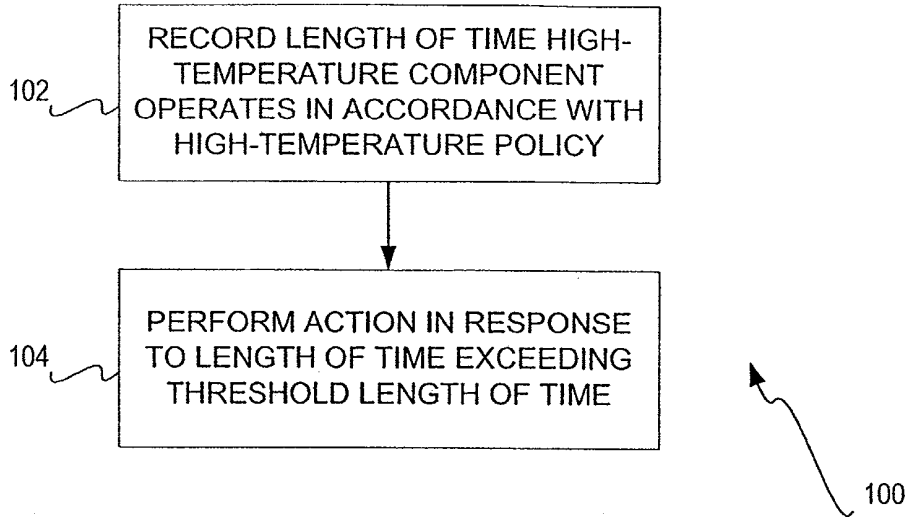 RECORD LENGTH OF TIME HIGH-
TEMPERATURE COMPONENT
OPERATES IN ACCORDANCE WITH
HIGH-TEMPERATURE POLICY
102
PERFORM ACTION IN RESPONSE
TO LENGTH OF TIME EXCEEDING
THRESHOLD LENGTH OF TIME
104
100